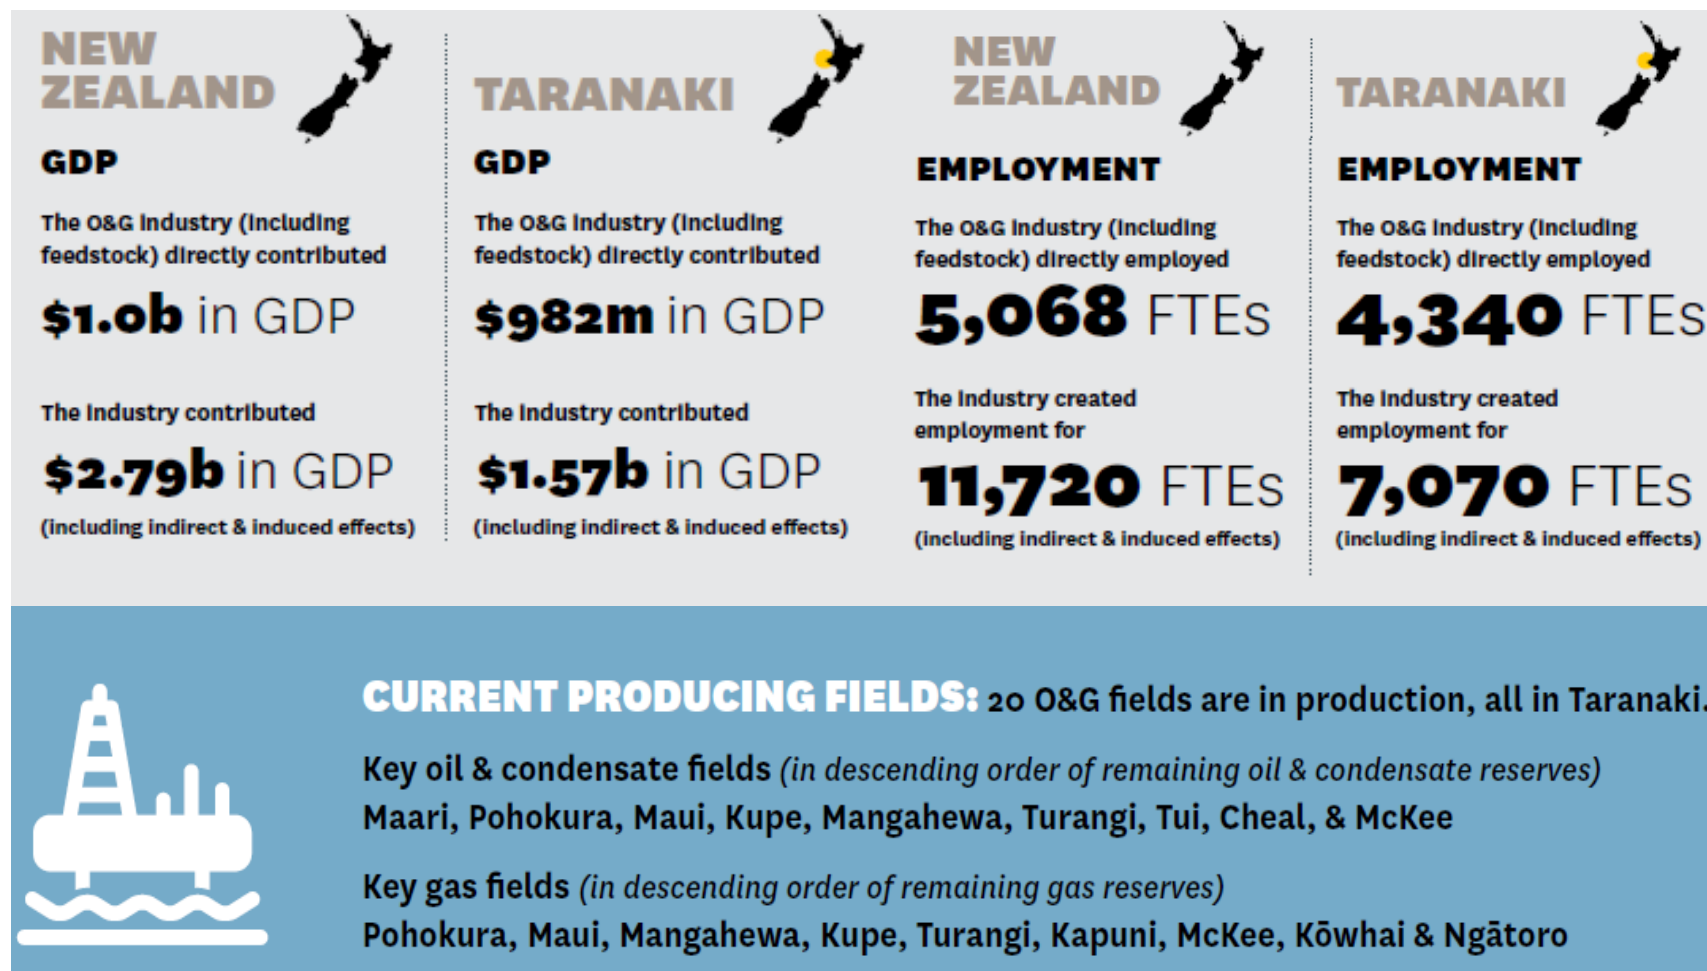 NEW
ZEALAND
GDP
The O&G Industry (Including
feedstock) directly contributed
$1.0b in GDP
The Industry contributed
$2.79b in GDP
(including indirect & induced effects)
TARANAKI
GDP
The O&G Industry (Including
feedstock) directly contributed
$982m in GDP
The Industry contributed
$1.57b in GDP
(including indirect & induced effects)
NEW
ZEALAND
EMPLOYMENT
The O&G Industry (Including
feedstock) directly employed
5,068 FTEs
The Industry created
employment for
11,720 FTEs
(including indirect & induced effects)
TARANAKI
EMPLOYMENT
The O&G Industry (Including
feedstock) directly employed
4,340 FTEs
The Industry created
employment for
7,070 FTEs
(including indirect & induced effects)
CURRENT PRODUCING FIELDS: 20 O&G fields are in production, all in Taranaki.
Key oil & condensate fields (in descending order of remaining oil & condensate reserves)
Maari, Pohokura, Maui, Kupe, Mangahewa, Turangi, Tui, Cheal, & McKee
Key gas fields (in descending order of remaining gas reserves)
Pohokura, Maui, Mangahewa, Kupe, Turangi, Kapuni, McKee, Kōwhai & Ngātoro